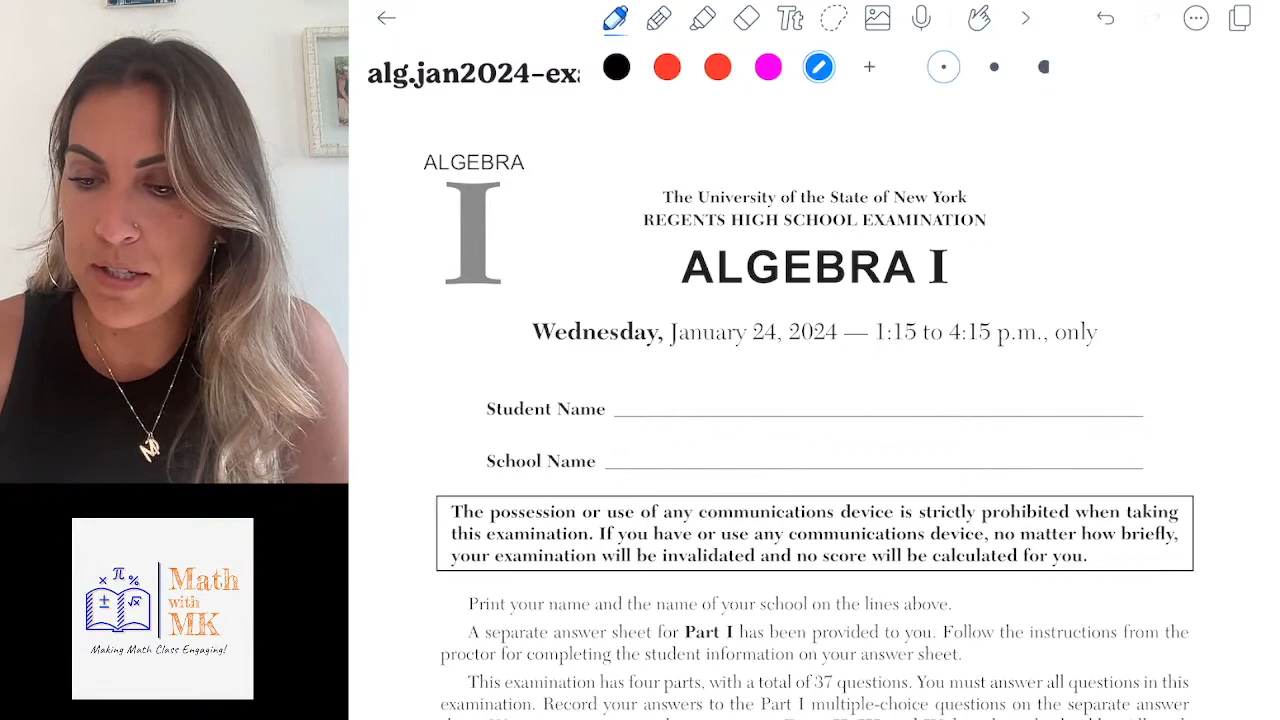 alg.jan2024-exa
Tt
ALGEBRA
I
The University of the State of New York
REGENTS HIGH SCHOOL EXAMINATION
ALGEBRA I
Wednesday, January 24, 2024 — 1:15 to 4:15 p.m., only
Student Name
School Name
The possession or use of any communications device is strictly prohibited when taking
this examination. If you have or use any communications device, no matter how briefly,
your examination will be invalidated and no score will be calculated for you.
Print your name and the name of your school on the lines above.
A separate answer sheet for Part I has been provided to you. Follow the instructions from the
proctor for completing the student information on your answer sheet.
This examination has four parts, with a total of 37 questions. You must answer all questions in this
examination. Record your answers to the Part I multiple-choice questions on the separate answer
x π %
± √x
Math
with
MK
Making Math Class Engaging!